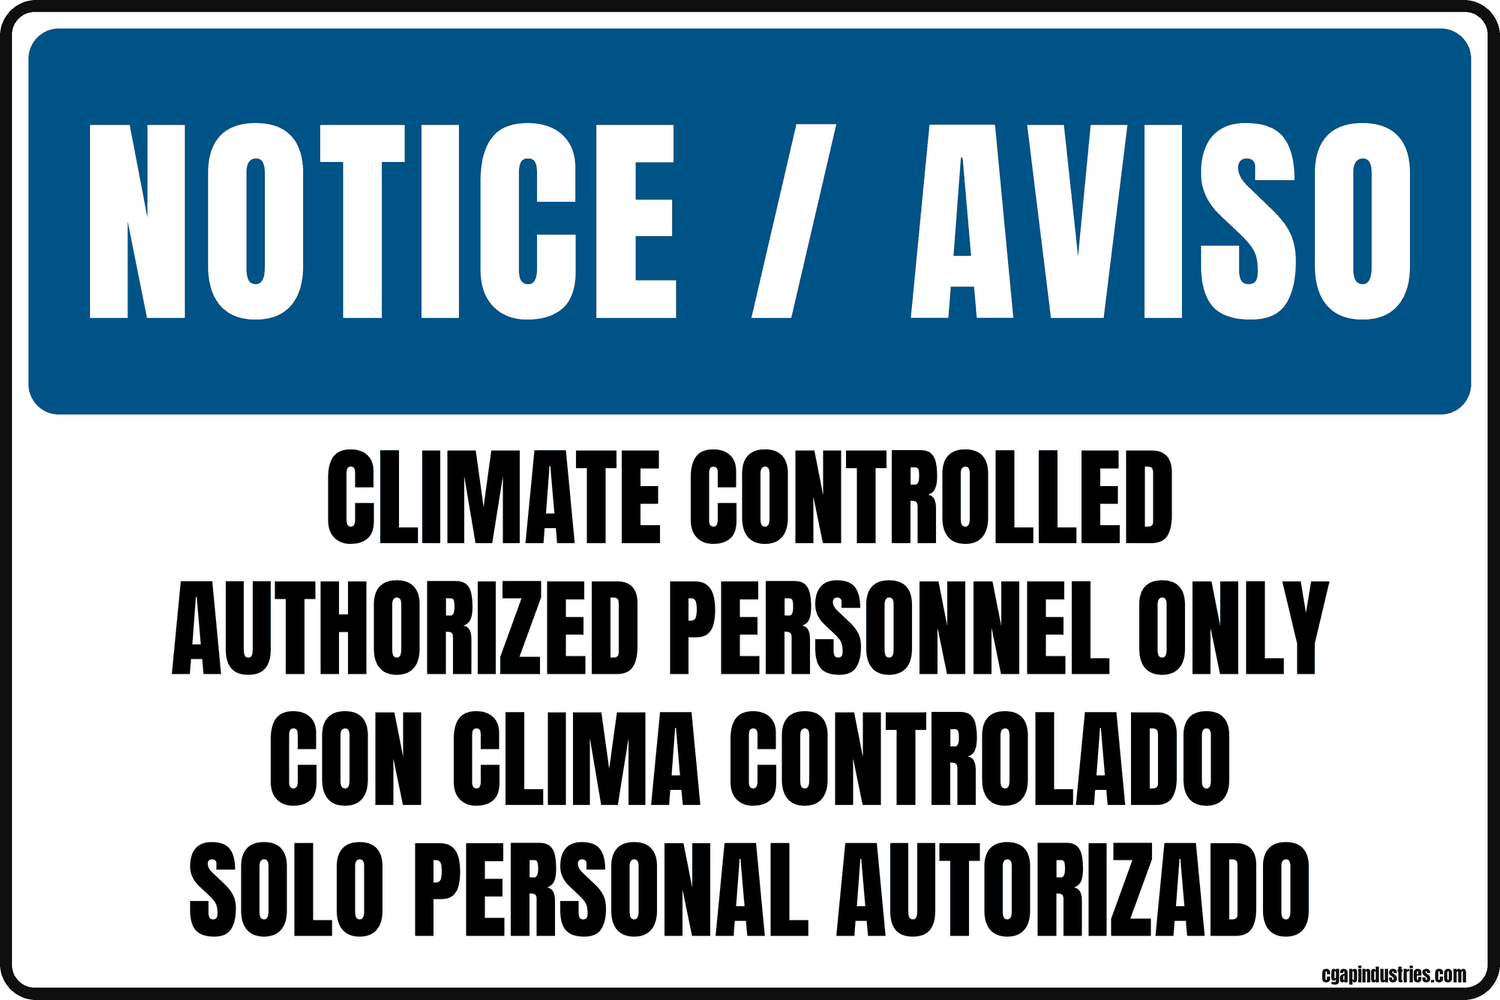 NOTICE / AVISO
CLIMATE CONTROLLED
AUTHORIZED PERSONNEL ONLY
CON CLIMA CONTROLADO
SOLO PERSONAL AUTORIZADO
cgapindustries.com